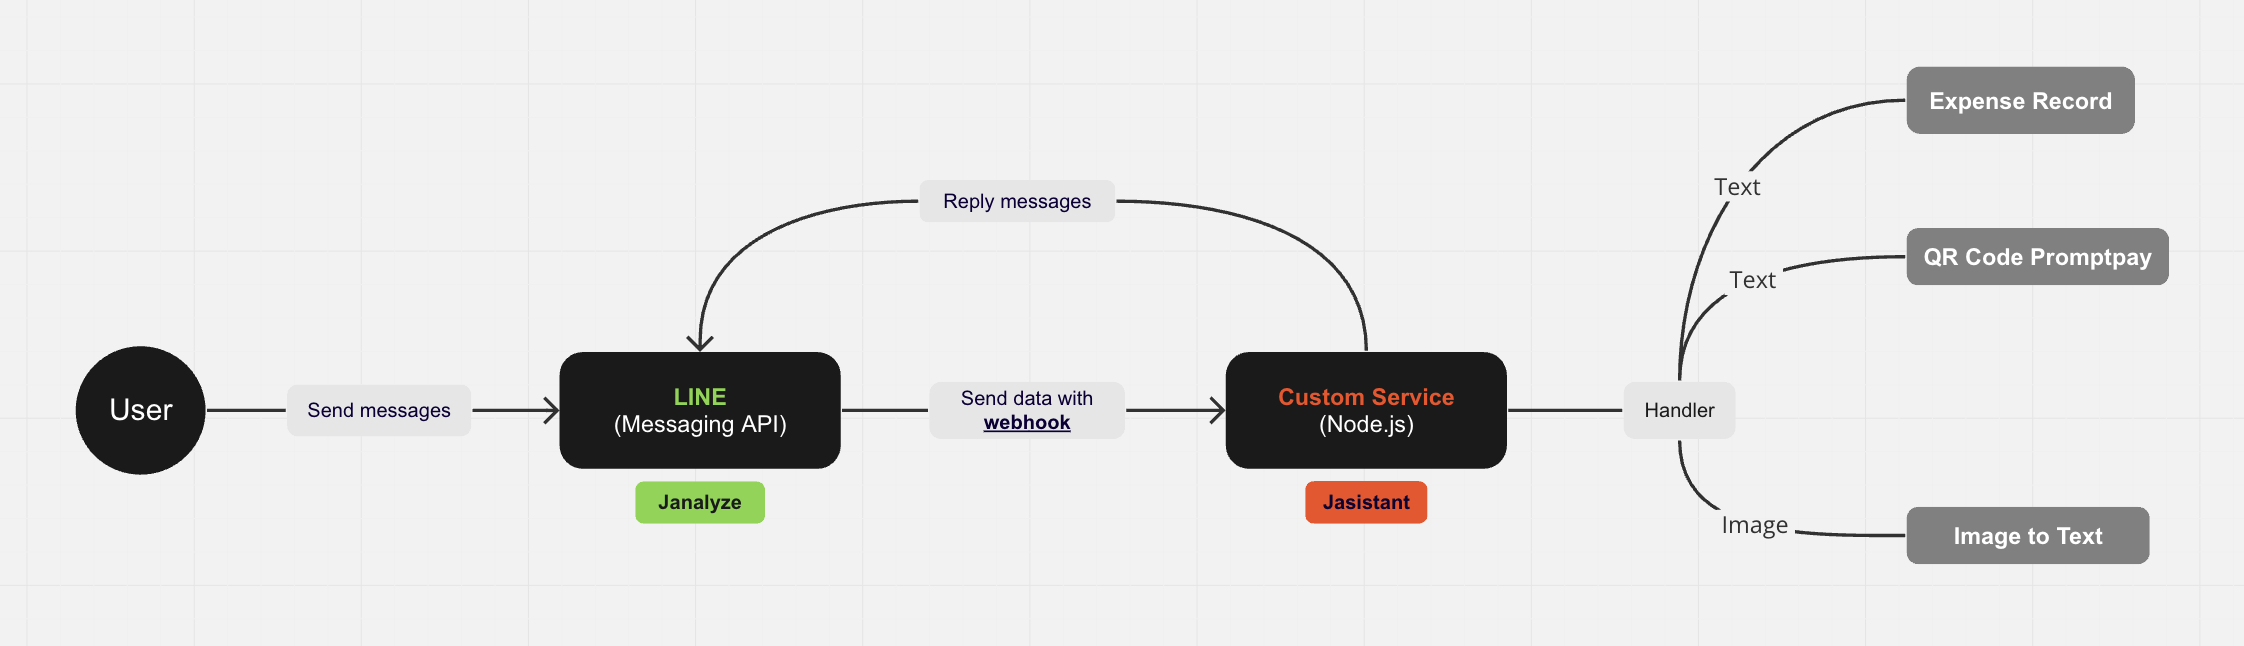 User
Send messages
LINE
(Messaging API)
Janalyze
Reply messages
Send data with
webhook
Custom Service
(Node.js)
Jasistant
Handler
Text
Expense Record
Text
QR Code Promptpay
Image
Image to Text